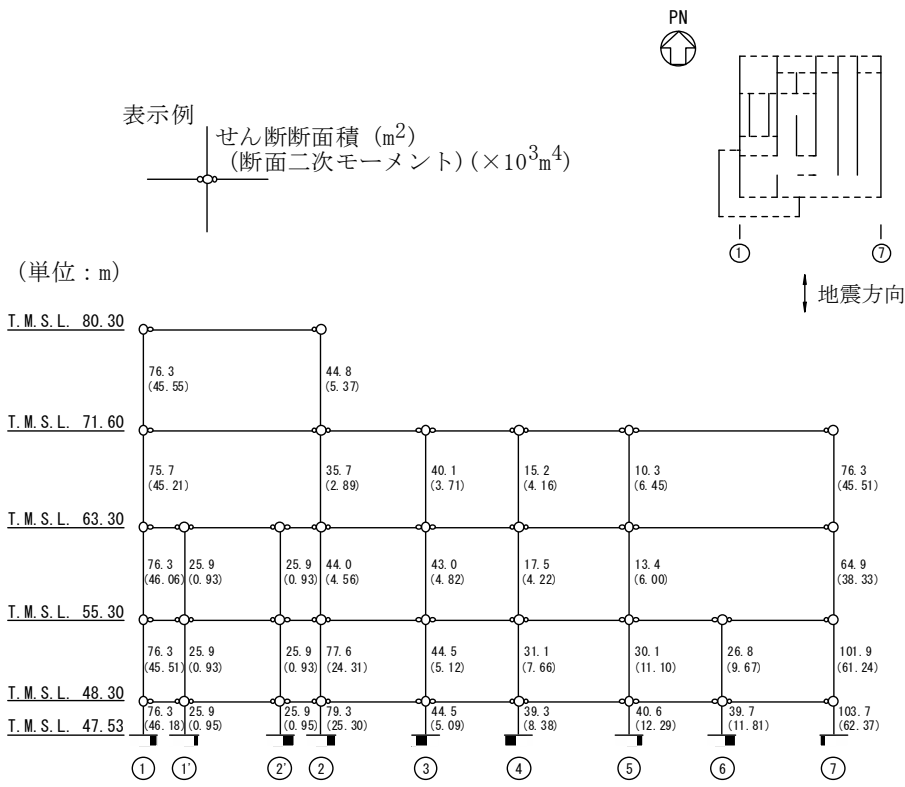 PN
表示例
せん断断面積 (m2)
(断面二次モーメント)(×103m4)
① ⑦
(単位:m)
地震方向
T.M.S.L. 80.30
76.3 44.8
(45.55) (5.37)
T.M.S.L. 71.60
75.7 35.7 40.1 15.2 10.3 76.3
(45.21) (2.89) (3.71) (4.16) (6.45) (45.51)
T.M.S.L. 63.30
76.3 25.9 25.9 44.0 43.0 17.5 13.4 64.9
(46.06) (0.93) (0.93) (4.56) (4.82) (4.22) (6.00) (38.33)
T.M.S.L. 55.30
76.3 25.9 25.9 77.6 44.5 31.1 30.1 26.8 101.9
(45.51) (0.93) (0.93) (24.31) (5.12) (7.66) (11.10) (9.67) (61.24)
T.M.S.L. 48.30
76.3 25.9 25.9 79.3 44.5 39.3 40.6 39.7 103.7
(46.18) (0.95) (0.95) (25.30) (5.09) (8.38) (12.29) (11.81) (62.37)
T.M.S.L. 47.53
1 1' 2' 2 3 4 5 6 7